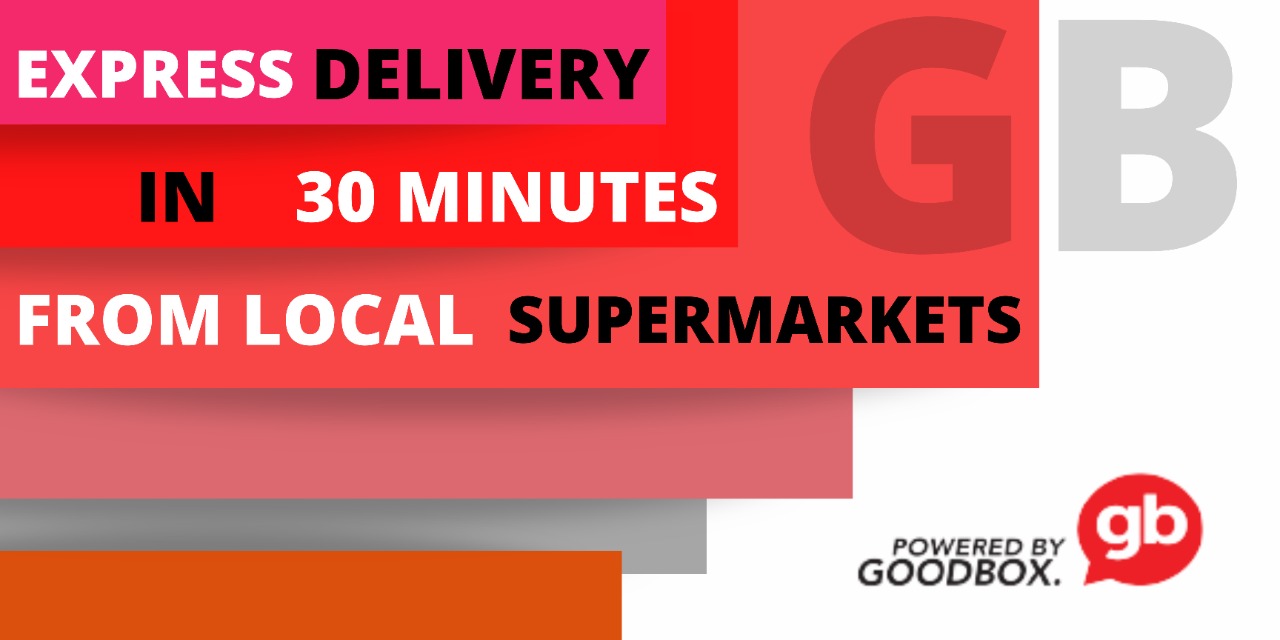 EXPRESS DELIVERY
IN 30 MINUTES
FROM LOCAL SUPERMARKETS
GB
POWERED BY
GOODBOX.
gb